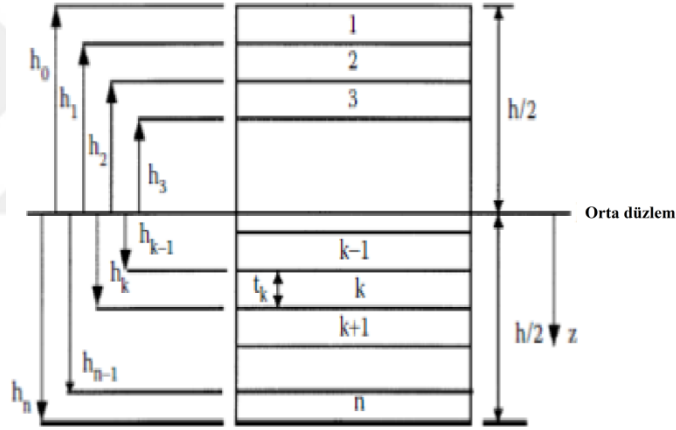 1
h₀
2
h₁
3
h/2
h₂
h₃
Orta düzlem
hₖ₋₁
k–1
hₖ
tₖ
k
k+1
h/2
z
hₙ₋₁
hₙ
n